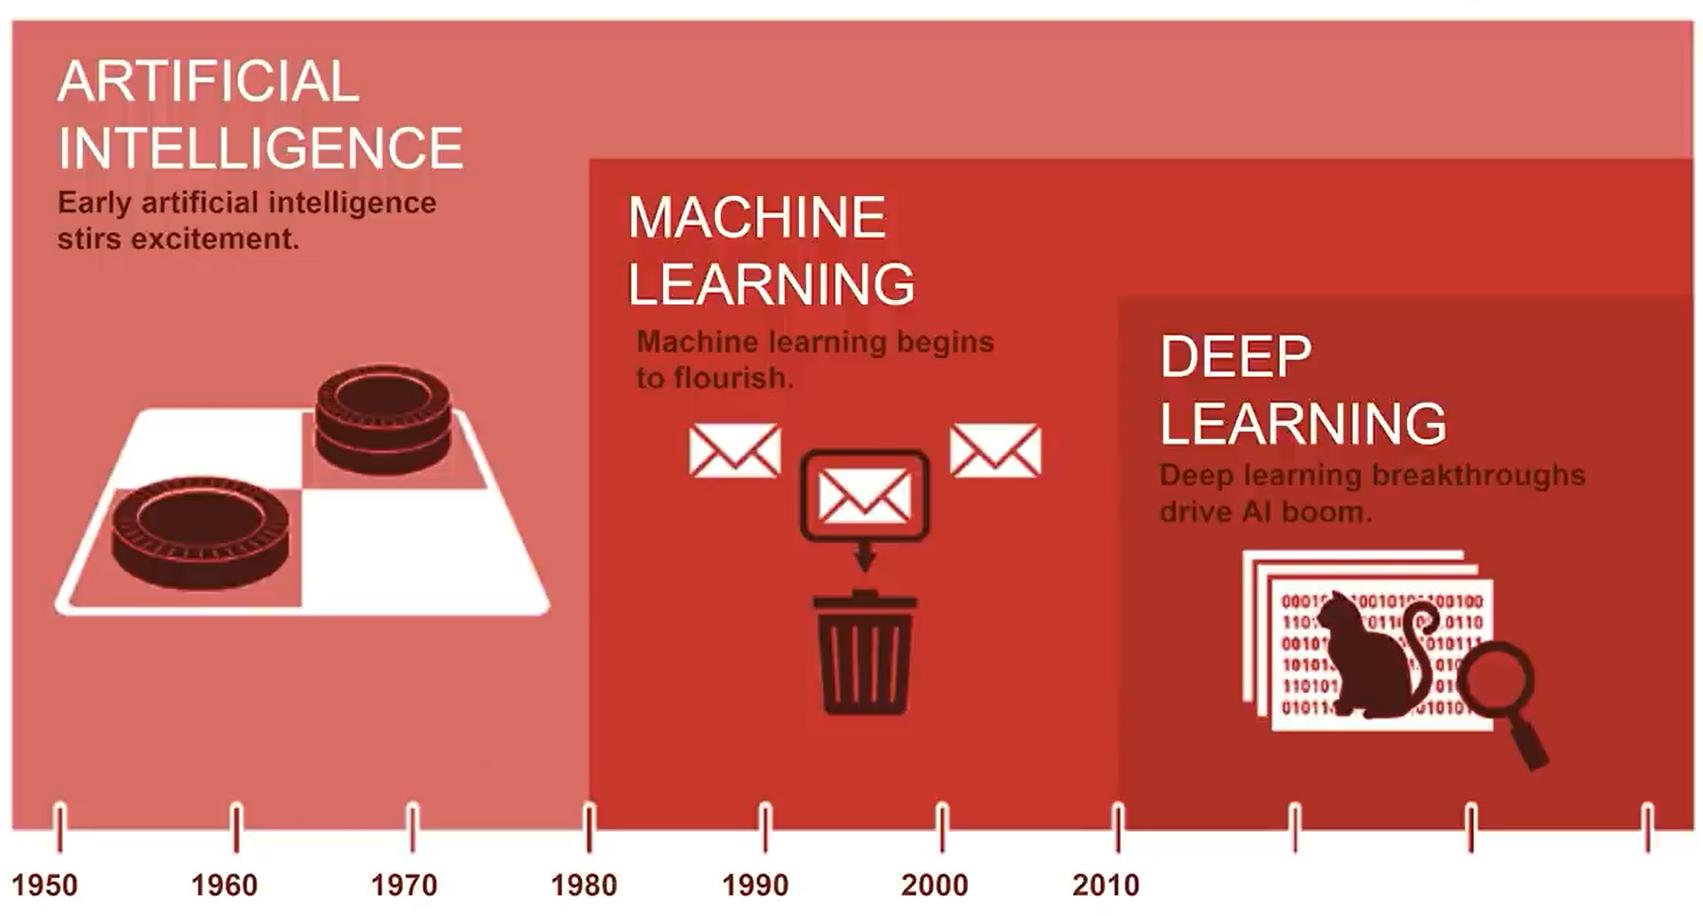 ARTIFICIAL
INTELLIGENCE
Early artificial intelligence
stirs excitement.
MACHINE
LEARNING
Machine learning begins
to flourish.
DEEP
LEARNING
Deep learning breakthroughs
drive AI boom.
1950 1960 1970 1980 1990 2000 2010